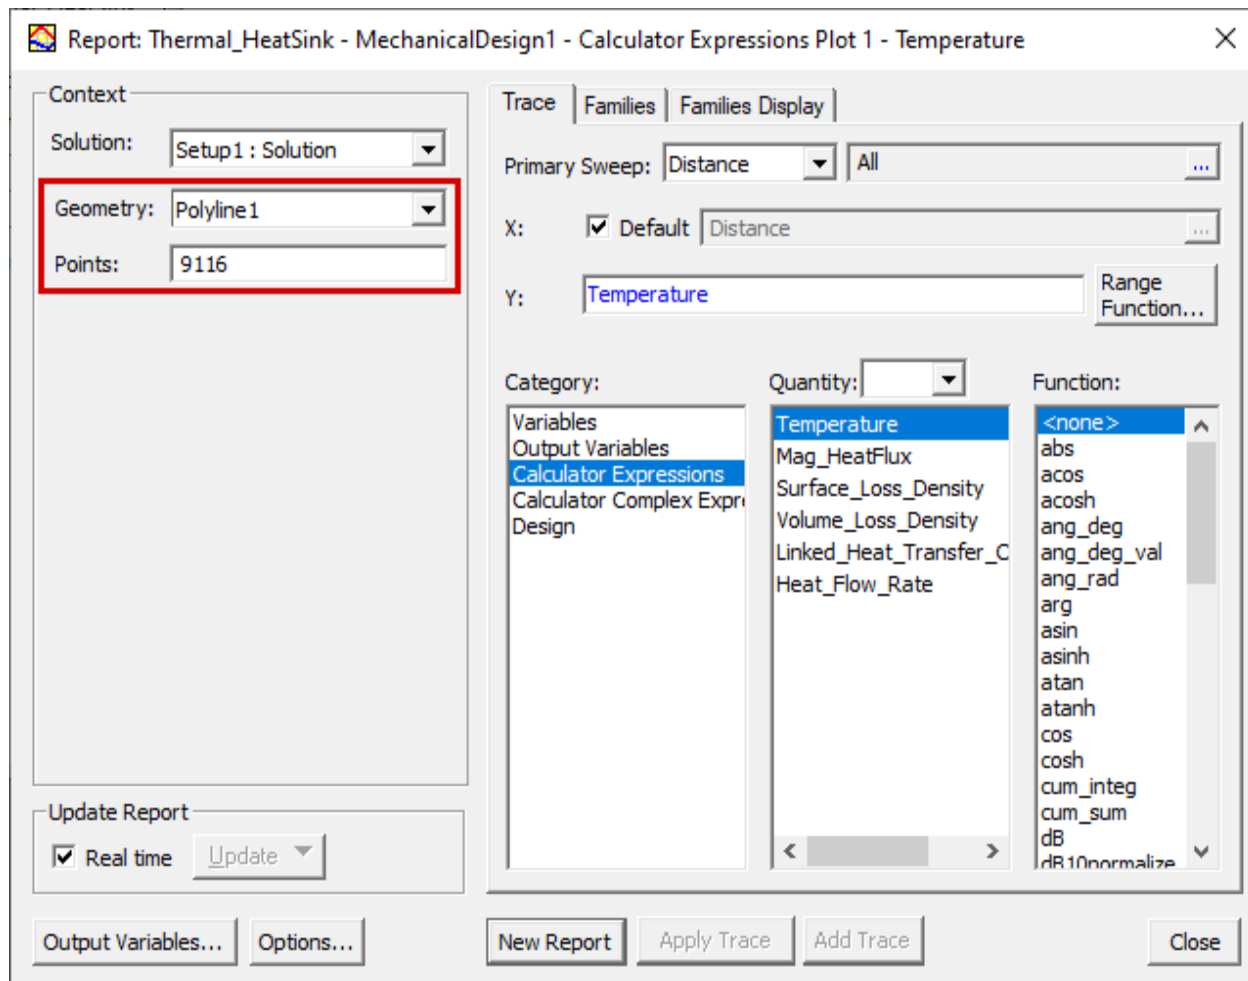 Report: Thermal_HeatSink - MechanicalDesign1 - Calculator Expressions Plot 1 - Temperature
Context
Solution: Setup1 : Solution
Geometry: Polyline1
Points: 9116
Update Report
Real time Update
Output Variables... Options...
Trace Families Families Display
Primary Sweep: Distance All ...
X: Default Distance ...
Y: Temperature Range Function...
Category:
Variables
Output Variables
Calculator Expressions
Calculator Complex Expre
Design
Quantity:
Temperature
Mag_HeatFlux
Surface_Loss_Density
Volume_Loss_Density
Linked_Heat_Transfer_C
Heat_Flow_Rate
Function:
<none>
abs
acos
acosh
ang_deg
ang_deg_val
ang_rad
arg
asin
asinh
atan
atanh
cos
cosh
cum_integ
cum_sum
dB
dB10normalize
New Report Apply Trace Add Trace Close